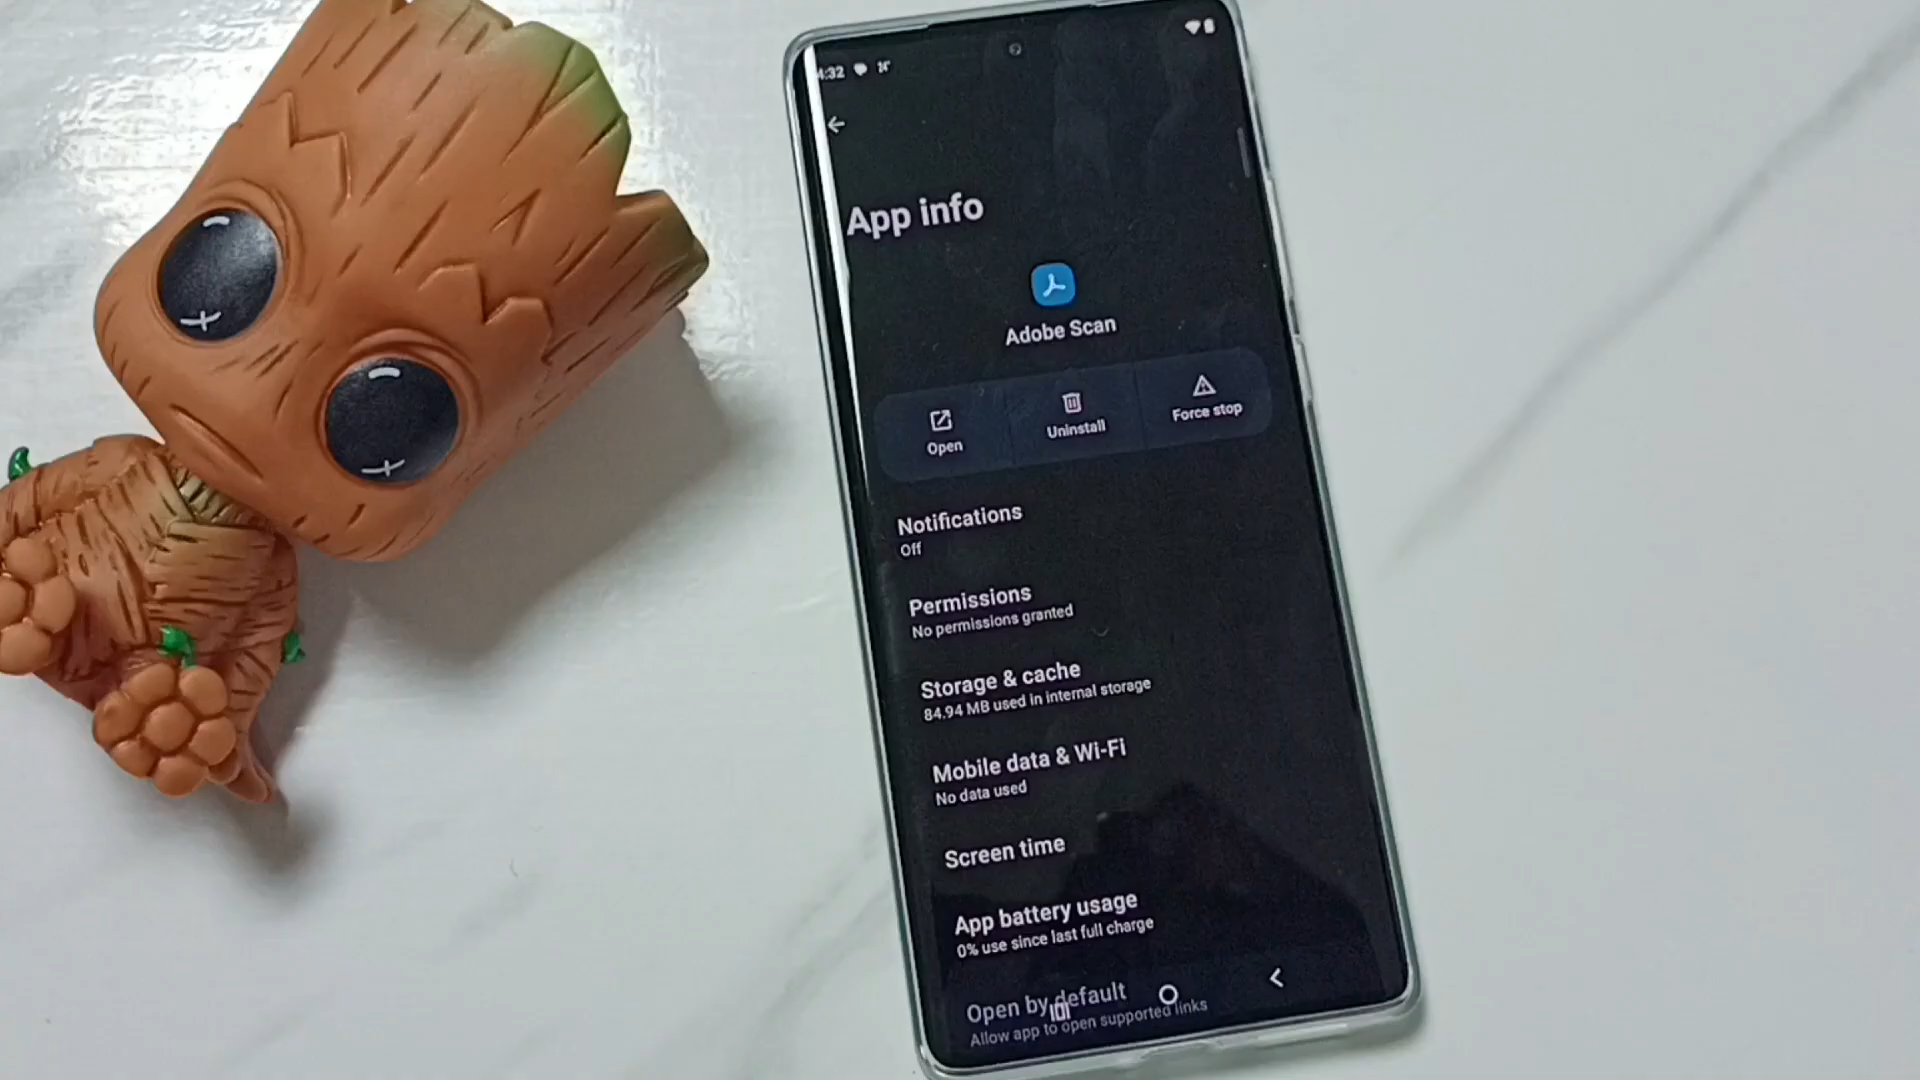 4:32
App info
Adobe Scan
Open
Uninstall
Force stop
Notifications
Off
Permissions
No permissions granted
Storage & cache
84.94 MB used in internal storage
Mobile data & Wi-Fi
No data used
Screen time
App battery usage
0% use since last full charge
Open by default
Allow app to open supported links